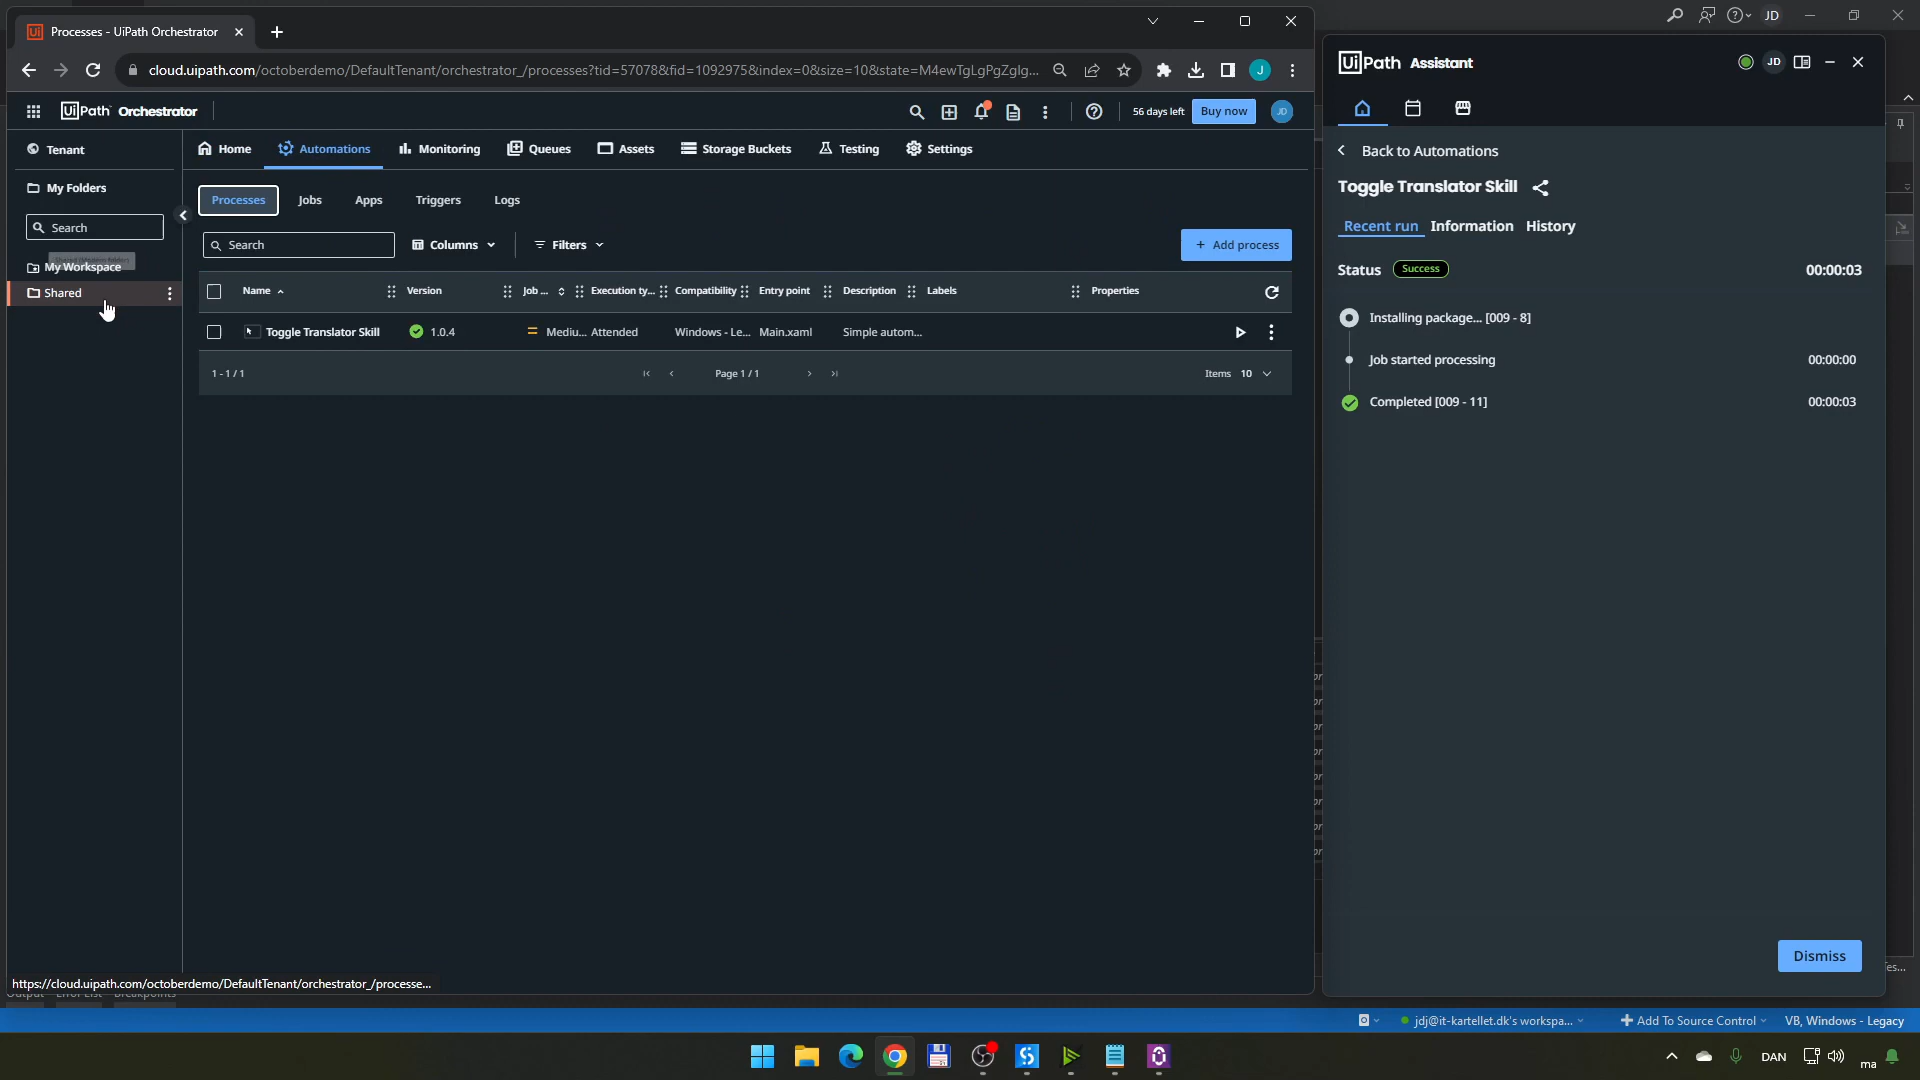 Processes - UiPath Orchestrator
JD
cloud.uipath.com/octoberdemo/DefaultTenant/orchestrator_/processes?tid=57078&fid=1092975&index=0&size=10&state=M4ewTgLgPgZglg...
J
UiPath Orchestrator
56 days left
Buy now
JD
Tenant
Home
Automations
Monitoring
Queues
Assets
Storage Buckets
Testing
Settings
My Folders
Search
My Workspace
Shared
Processes
Jobs
Apps
Triggers
Logs
Search
Columns
Filters
+ Add process
Name
Version
Job ...
Execution ty...
Compatibility
Entry point
Description
Labels
Properties
Toggle Translator Skill
1.0.4
Mediu...
Attended
Windows - Le...
Main.xaml
Simple autom...
1 - 1 / 1
Page 1 / 1
Items 10
https://cloud.uipath.com/octoberdemo/DefaultTenant/orchestrator_/processe...
UiPath Assistant
JD
Back to Automations
Toggle Translator Skill
Recent run
Information
History
Status
Success
00:00:03
Installing package... [009 - 8]
Job started processing
00:00:00
Completed [009 - 11]
00:00:03
Dismiss
Output
Error List
Breakpoints
jdj@it-kartellet.dk's workspa...
Add To Source Control
VB, Windows - Legacy
DAN
ma